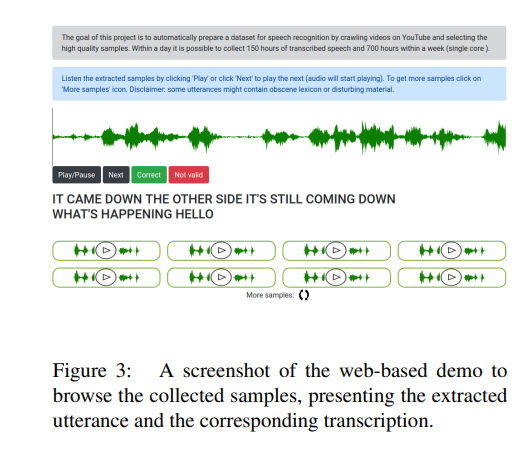 The goal of this project is to automatically prepare a dataset for speech recognition by crawling videos on YouTube and selecting the
high quality samples. Within a day it is possible to collect 150 hours of transcribed speech and 700 hours within a week (single core ).
Listen the extracted samples by clicking 'Play' or click 'Next' to play the next (audio will start playing). To get more samples click on
'More samples' icon. Disclaimer: some utterances might contain obscene lexicon or disturbing material.
Play/Pause Next Correct Not valid
IT CAME DOWN THE OTHER SIDE IT'S STILL COMING DOWN
WHAT'S HAPPENING HELLO
More samples:
Figure 3: A screenshot of the web-based demo to
browse the collected samples, presenting the extracted
utterance and the corresponding transcription.